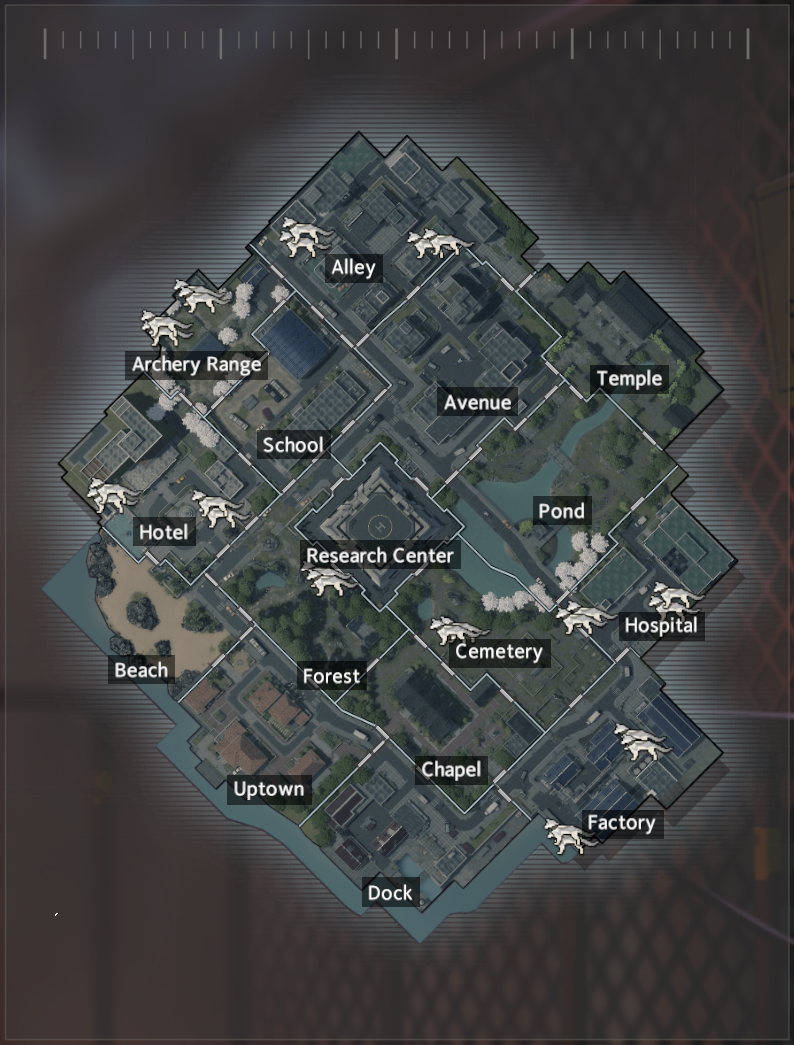 Alley
Archery Range
Temple
Avenue
School
Pond
Hotel
Research Center
Hospital
Cemetery
Beach
Forest
Chapel
Uptown
Factory
Dock
H